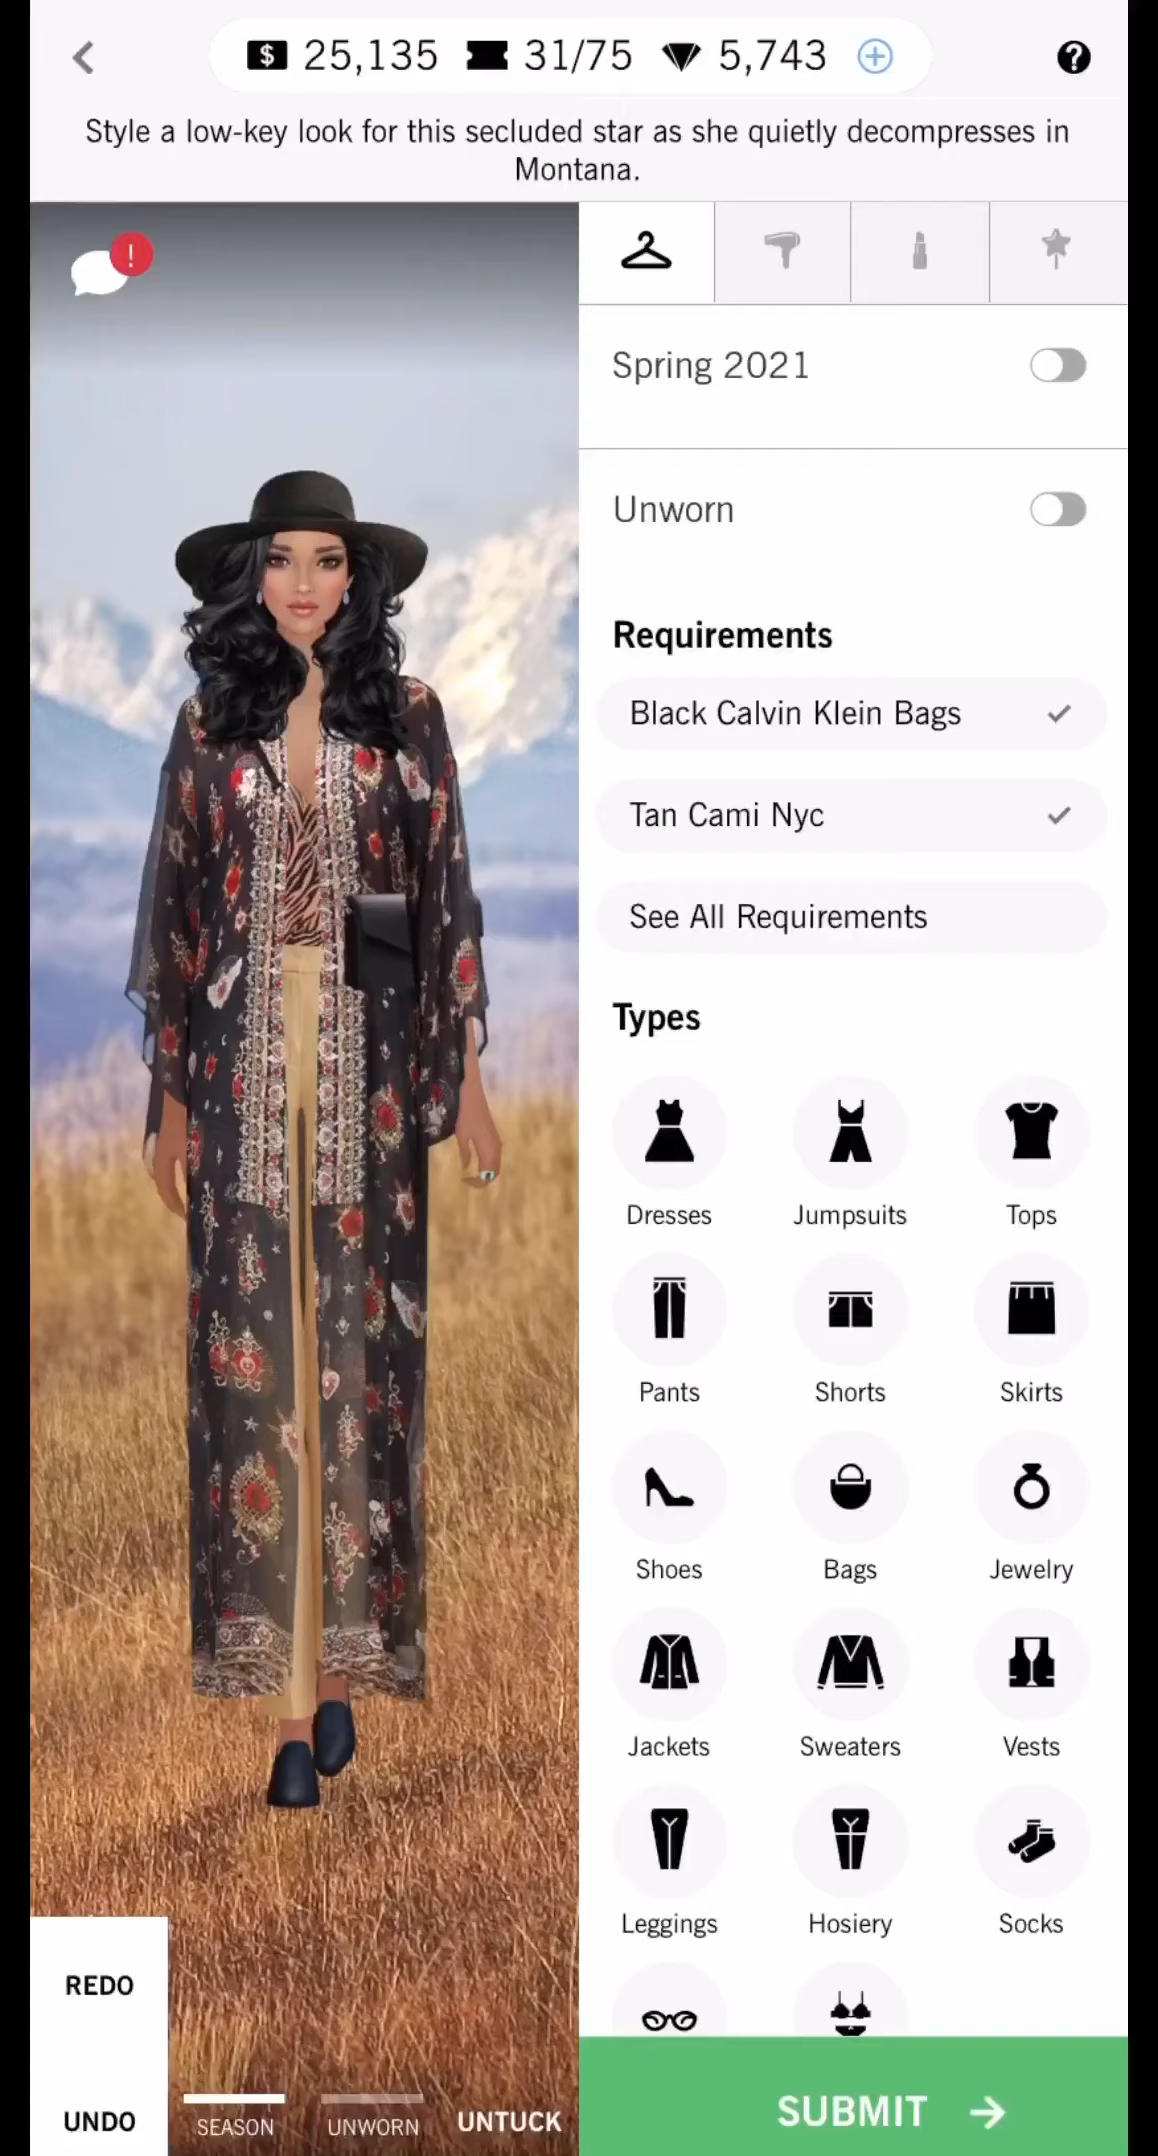 $ 25,135 31/75 5,743
Style a low-key look for this secluded star as she quietly decompresses in
Montana.
!
Spring 2021
Unworn
Requirements
Black Calvin Klein Bags
Tan Cami Nyc
See All Requirements
Types
Dresses Jumpsuits Tops
Pants Shorts Skirts
Shoes Bags Jewelry
Jackets Sweaters Vests
Leggings Hosiery Socks
REDO
UNDO SEASON UNWORN UNTUCK
SUBMIT